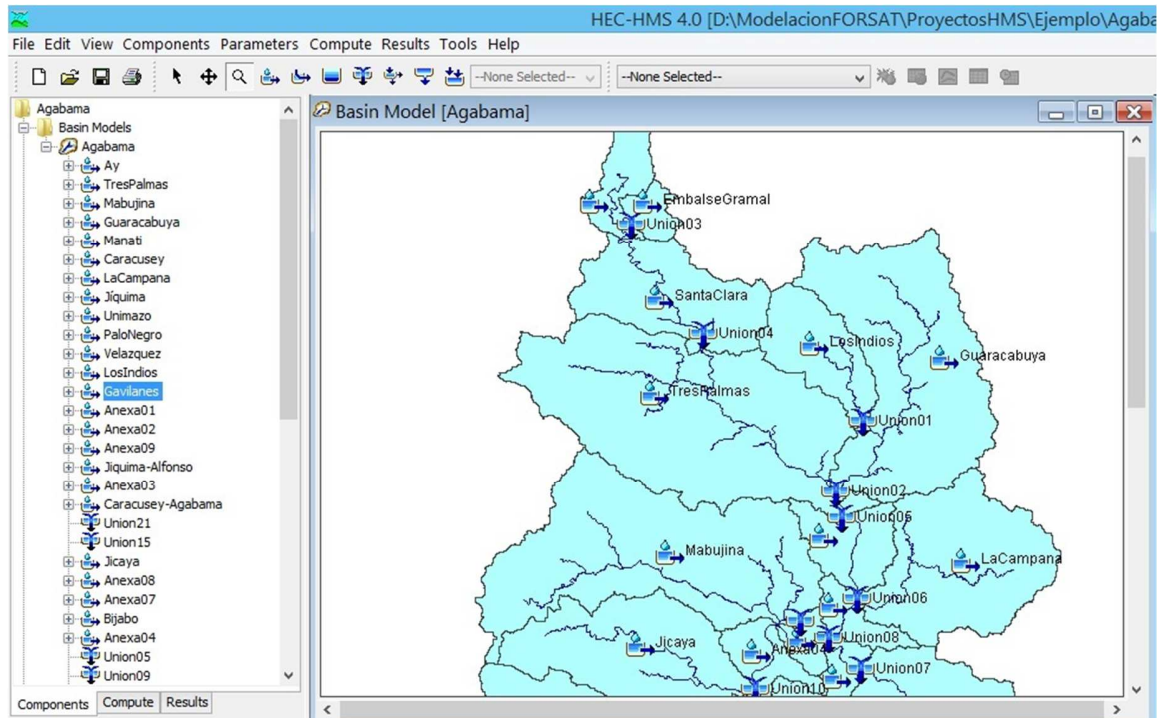 HEC-HMS 4.0 [D:\ModelacionFORSAT\ProyectosHMS\Ejemplo\Agaba
File Edit View Components Parameters Compute Results Tools Help
--None Selected-- --None Selected--
Agabama
Basin Models
Agabama
Ay
TresPalmas
Mabujina
Guaracabuya
Manati
Caracusey
LaCampana
Jíquima
Unimazo
PaloNegro
Velazquez
LosIndios
Gavilanes
Anexa01
Anexa02
Anexa09
Jiquima-Alfonso
Anexa03
Caracusey-Agabama
Union21
Union15
Jicaya
Anexa08
Anexa07
Bijabo
Anexa04
Union05
Union09
Components Compute Results
Basin Model [Agabama]
EmbalseGramal
Union03
SantaClara
Union04
LosIndios
Guaracabuya
TresPalmas
Union01
Union02
Union05
Mabujina
LaCampana
Union06
Union08
Jicaya
Anexa04
Union07
Union10